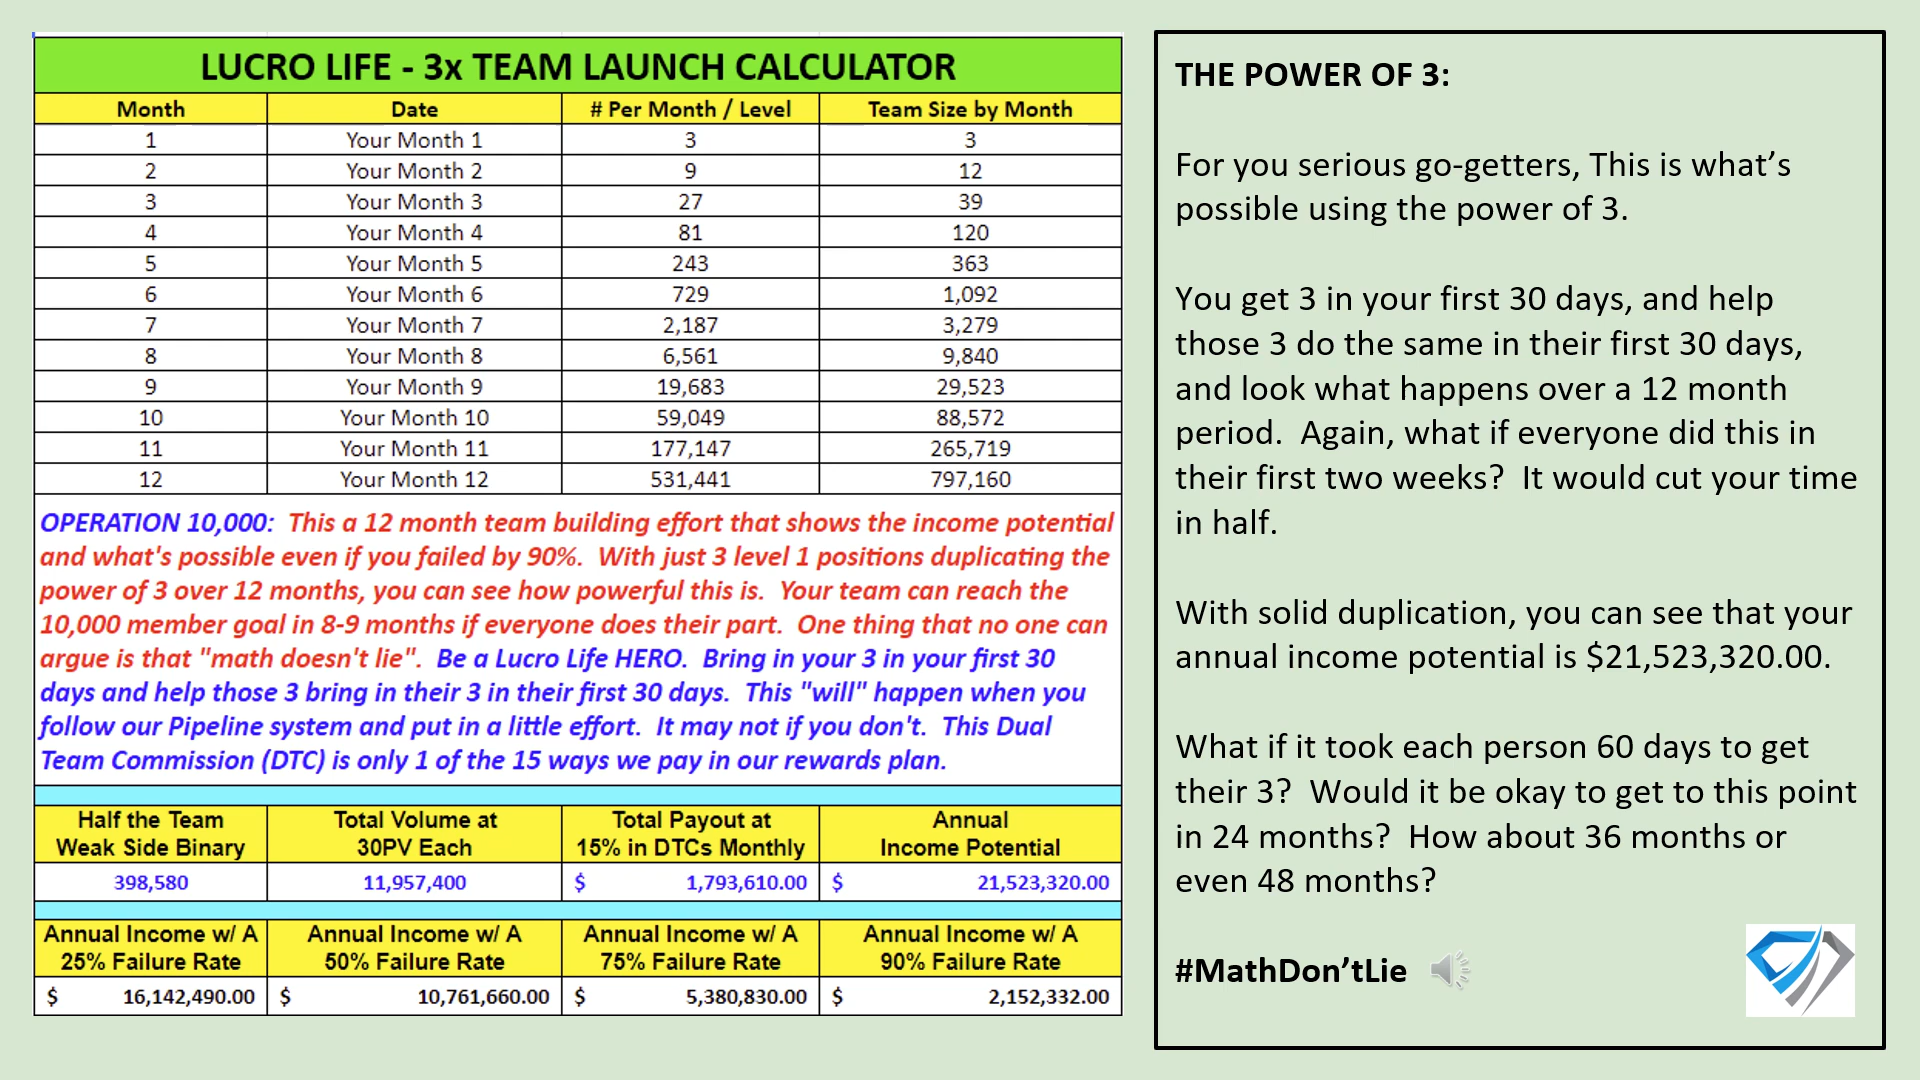 LUCRO LIFE - 3x TEAM LAUNCH CALCULATOR
Month Date # Per Month / Level Team Size by Month
1 Your Month 1 3 3
2 Your Month 2 9 12
3 Your Month 3 27 39
4 Your Month 4 81 120
5 Your Month 5 243 363
6 Your Month 6 729 1,092
7 Your Month 7 2,187 3,279
8 Your Month 8 6,561 9,840
9 Your Month 9 19,683 29,523
10 Your Month 10 59,049 88,572
11 Your Month 11 177,147 265,719
12 Your Month 12 531,441 797,160
OPERATION 10,000: This a 12 month team building effort that shows the income potential
and what's possible even if you failed by 90%. With just 3 level 1 positions duplicating the
power of 3 over 12 months, you can see how powerful this is. Your team can reach the
10,000 member goal in 8-9 months if everyone does their part. One thing that no one can
argue is that "math doesn't lie". Be a Lucro Life HERO. Bring in your 3 in your first 30
days and help those 3 bring in their 3 in their first 30 days. This "will" happen when you
follow our Pipeline system and put in a little effort. It may not if you don't. This Dual
Team Commission (DTC) is only 1 of the 15 ways we pay in our rewards plan.
Half the Team Total Volume at Total Payout at Annual
Weak Side Binary 30PV Each 15% in DTCs Monthly Income Potential
398,580 11,957,400 $ 1,793,610.00 $ 21,523,320.00
Annual Income w/ A Annual Income w/ A Annual Income w/ A Annual Income w/ A
25% Failure Rate 50% Failure Rate 75% Failure Rate 90% Failure Rate
$ 16,142,490.00 $ 10,761,660.00 $ 5,380,830.00 $ 2,152,332.00
THE POWER OF 3:
For you serious go-getters, This is what’s
possible using the power of 3.
You get 3 in your first 30 days, and help
those 3 do the same in their first 30 days,
and look what happens over a 12 month
period. Again, what if everyone did this in
their first two weeks? It would cut your time
in half.
With solid duplication, you can see that your
annual income potential is $21,523,320.00.
What if it took each person 60 days to get
their 3? Would it be okay to get to this point
in 24 months? How about 36 months or
even 48 months?
#MathDon’tLie